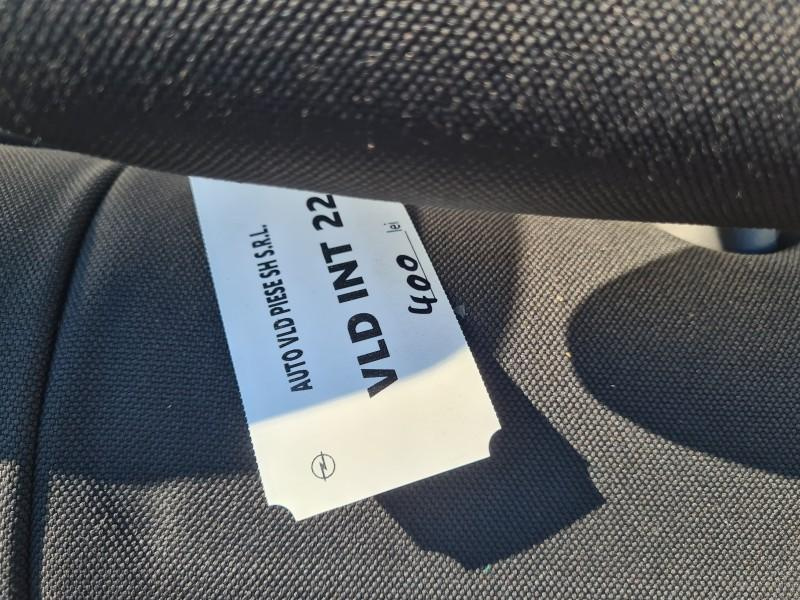 AUTO VLD PIESE SH S.R.L.
VLD INT 22
400 lei